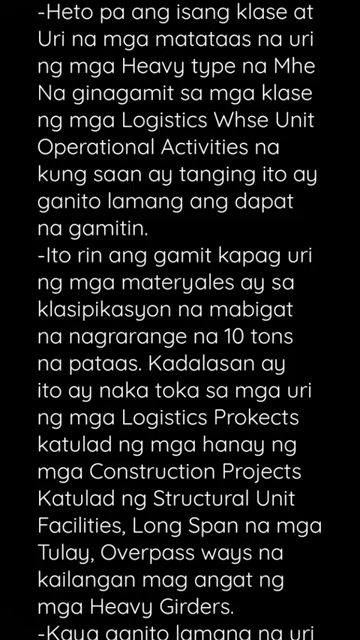 -Heto pa ang isang klase at
Uri na mga matataas na uri
ng mga Heavy type na Mhe
Na ginagamit sa mga klase
ng mga Logistics Whse Unit
Operational Activities na
kung saan ay tanging ito ay
ganito lamang ang dapat
na gamitin.
-Ito rin ang gamit kapag uri
ng mga materyales ay sa
klasipikasyon na mabigat
na nagrarange na 10 tons
na pataas. Kadalasan ay
ito ay naka toka sa mga uri
ng mga Logistics Prokects
katulad ng mga hanay ng
mga Construction Projects
Katulad ng Structural Unit
Facilities, Long Span na mga
Tulay, Overpass ways na
kailangan mag angat ng
mga Heavy Girders.
-Kaya ganito lamang na uri